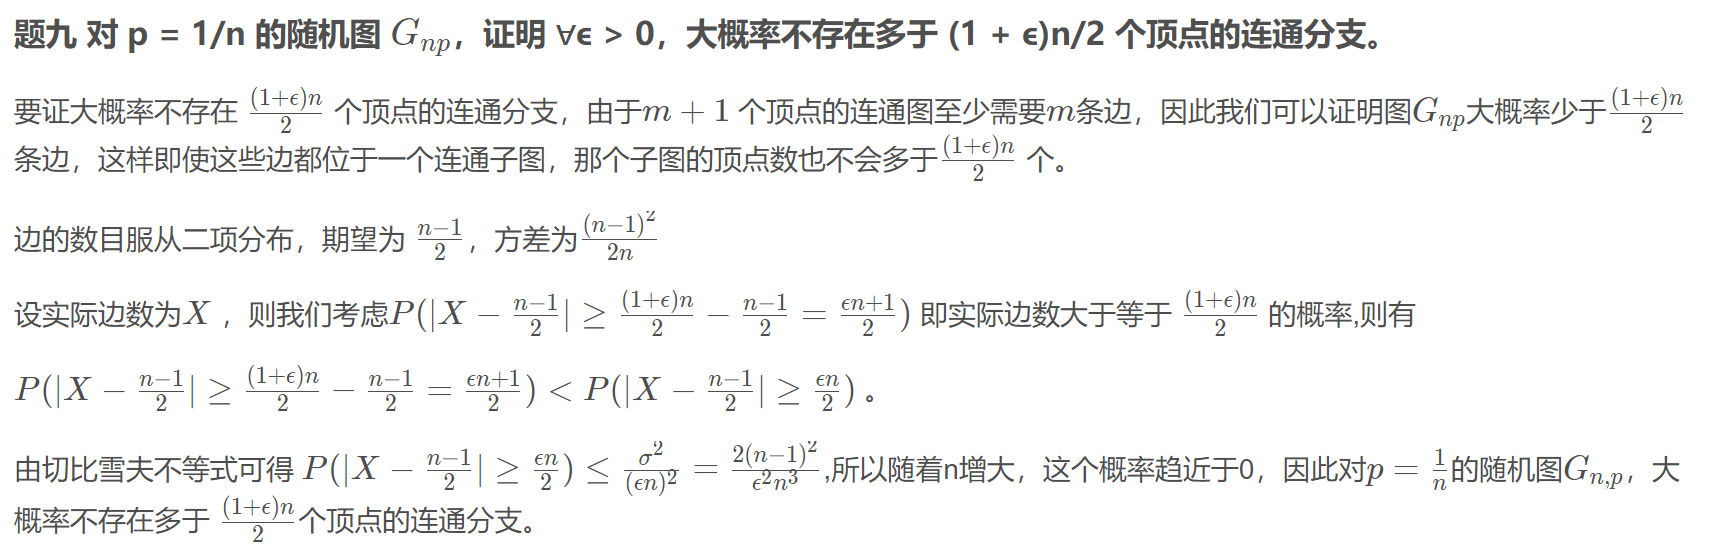 题九 对 p = 1/n 的随机图 $G_{np}$，证明 ∀ϵ > 0，大概率不存在多于 (1 + ϵ)n/2 个顶点的连通分支。
要证大概率不存在 $\frac{(1+\epsilon)n}{2}$ 个顶点的连通分支，由于$m+1$ 个顶点的连通图至少需要$m$条边，因此我们可以证明图$G_{np}$大概率少于$\frac{(1+\epsilon)n}{2}$
条边，这样即使这些边都位于一个连通子图，那个子图的顶点数也不会多于$\frac{(1+\epsilon)n}{2}$ 个。
边的数目服从二项分布，期望为 $\frac{n-1}{2}$，方差为$\frac{(n-1)^2}{2n}$
设实际边数为$X$ ，则我们考虑$P(|X-\frac{n-1}{2}|\geq\frac{(1+\epsilon)n}{2}-\frac{n-1}{2}=\frac{\epsilon n+1}{2})$ 即实际边数大于等于 $\frac{(1+\epsilon)n}{2}$ 的概率,则有
$P(|X-\frac{n-1}{2}|\geq\frac{(1+\epsilon)n}{2}-\frac{n-1}{2}=\frac{\epsilon n+1}{2})<P(|X-\frac{n-1}{2}|\geq\frac{\epsilon n}{2})$。
由切比雪夫不等式可得 $P(|X-\frac{n-1}{2}|\geq\frac{\epsilon n}{2})\leq\frac{\sigma^2}{(\epsilon n)^2}=\frac{2(n-1)^2}{\epsilon^2n^3}$,所以随着n增大，这个概率趋近于0，因此对$p=\frac{1}{n}$的随机图$G_{n,p}$，大
概率不存在多于 $\frac{(1+\epsilon)n}{2}$个顶点的连通分支。